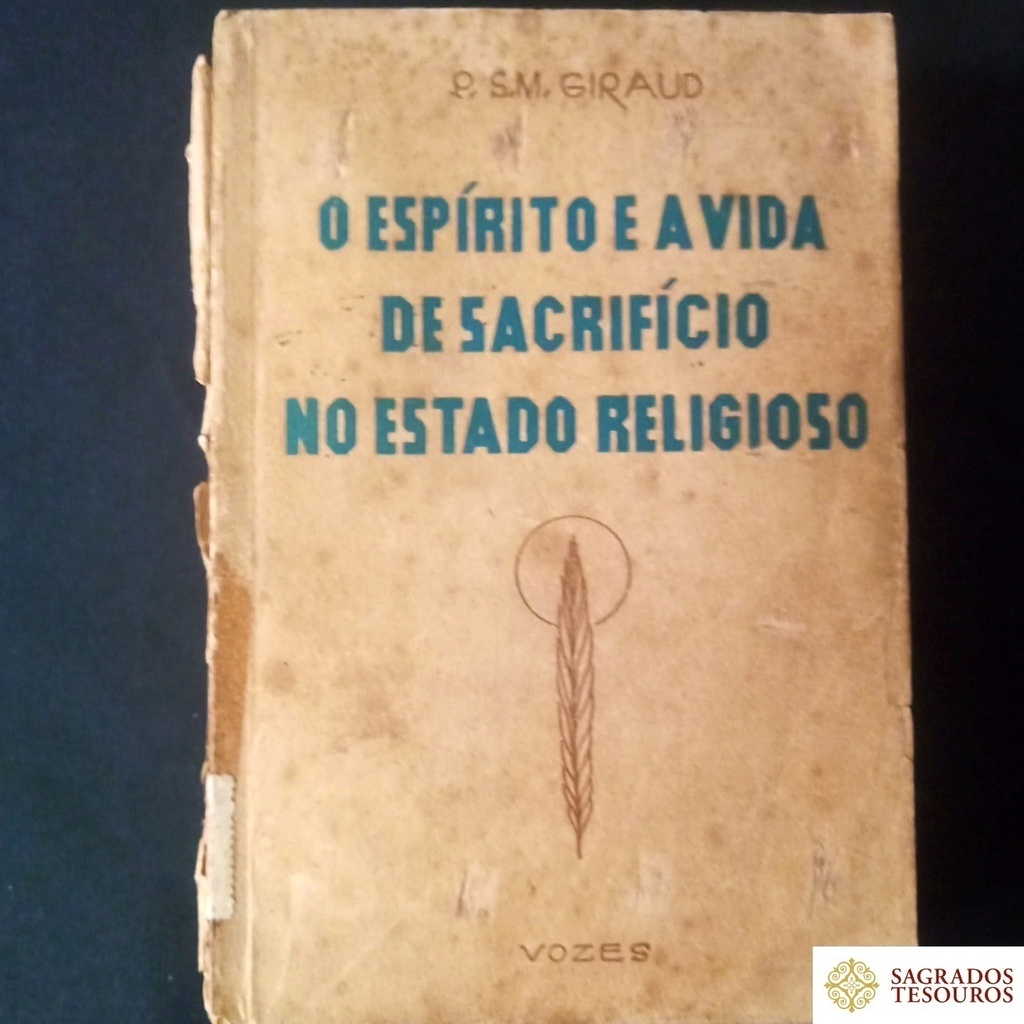 P. S.M. GIRAUD
O ESPÍRITO E A VIDA
DE SACRIFÍCIO
NO ESTADO RELIGIOSO
VOZES
SAGRADOS
TESOUROS